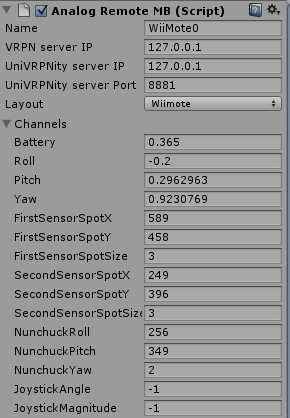 Analog Remote MB (Script)
Name WiiMote0
VRPN server IP 127.0.0.1
UniVRPNity server IP 127.0.0.1
UniVRPNity server Port 8881
Layout Wiimote
Channels
Battery 0.365
Roll -0.2
Pitch 0.2962963
Yaw 0.9230769
FirstSensorSpotX 589
FirstSensorSpotY 458
FirstSensorSpotSize 3
SecondSensorSpotX 249
SecondSensorSpotY 396
SecondSensorSpotSize 3
NunchuckRoll 256
NunchuckPitch 349
NunchuckYaw 2
JoystickAngle -1
JoystickMagnitude -1